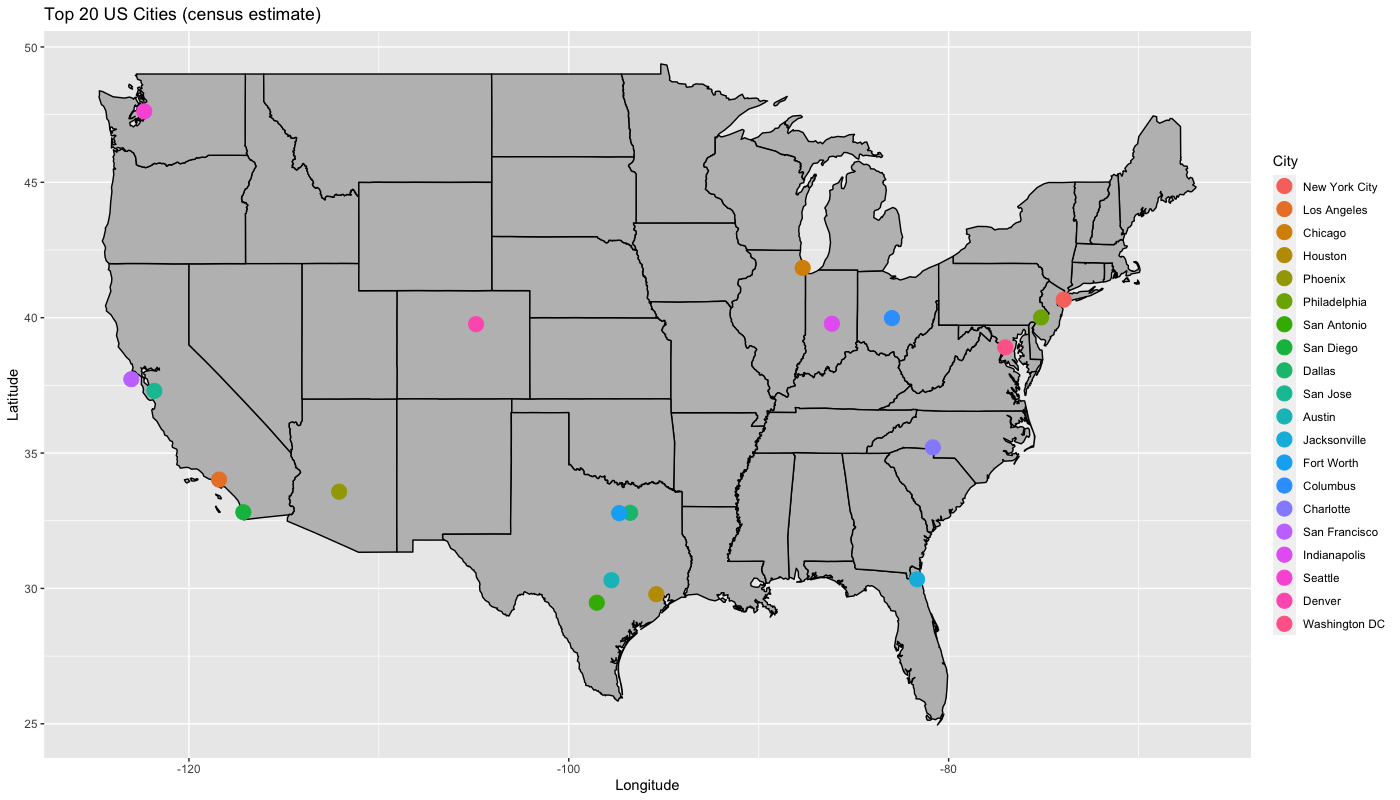 Top 20 US Cities (census estimate)
50
45
40
35
30
25
Latitude
-120
-100
-80
Longitude
City
New York City
Los Angeles
Chicago
Houston
Phoenix
Philadelphia
San Antonio
San Diego
Dallas
San Jose
Austin
Jacksonville
Fort Worth
Columbus
Charlotte
San Francisco
Indianapolis
Seattle
Denver
Washington DC